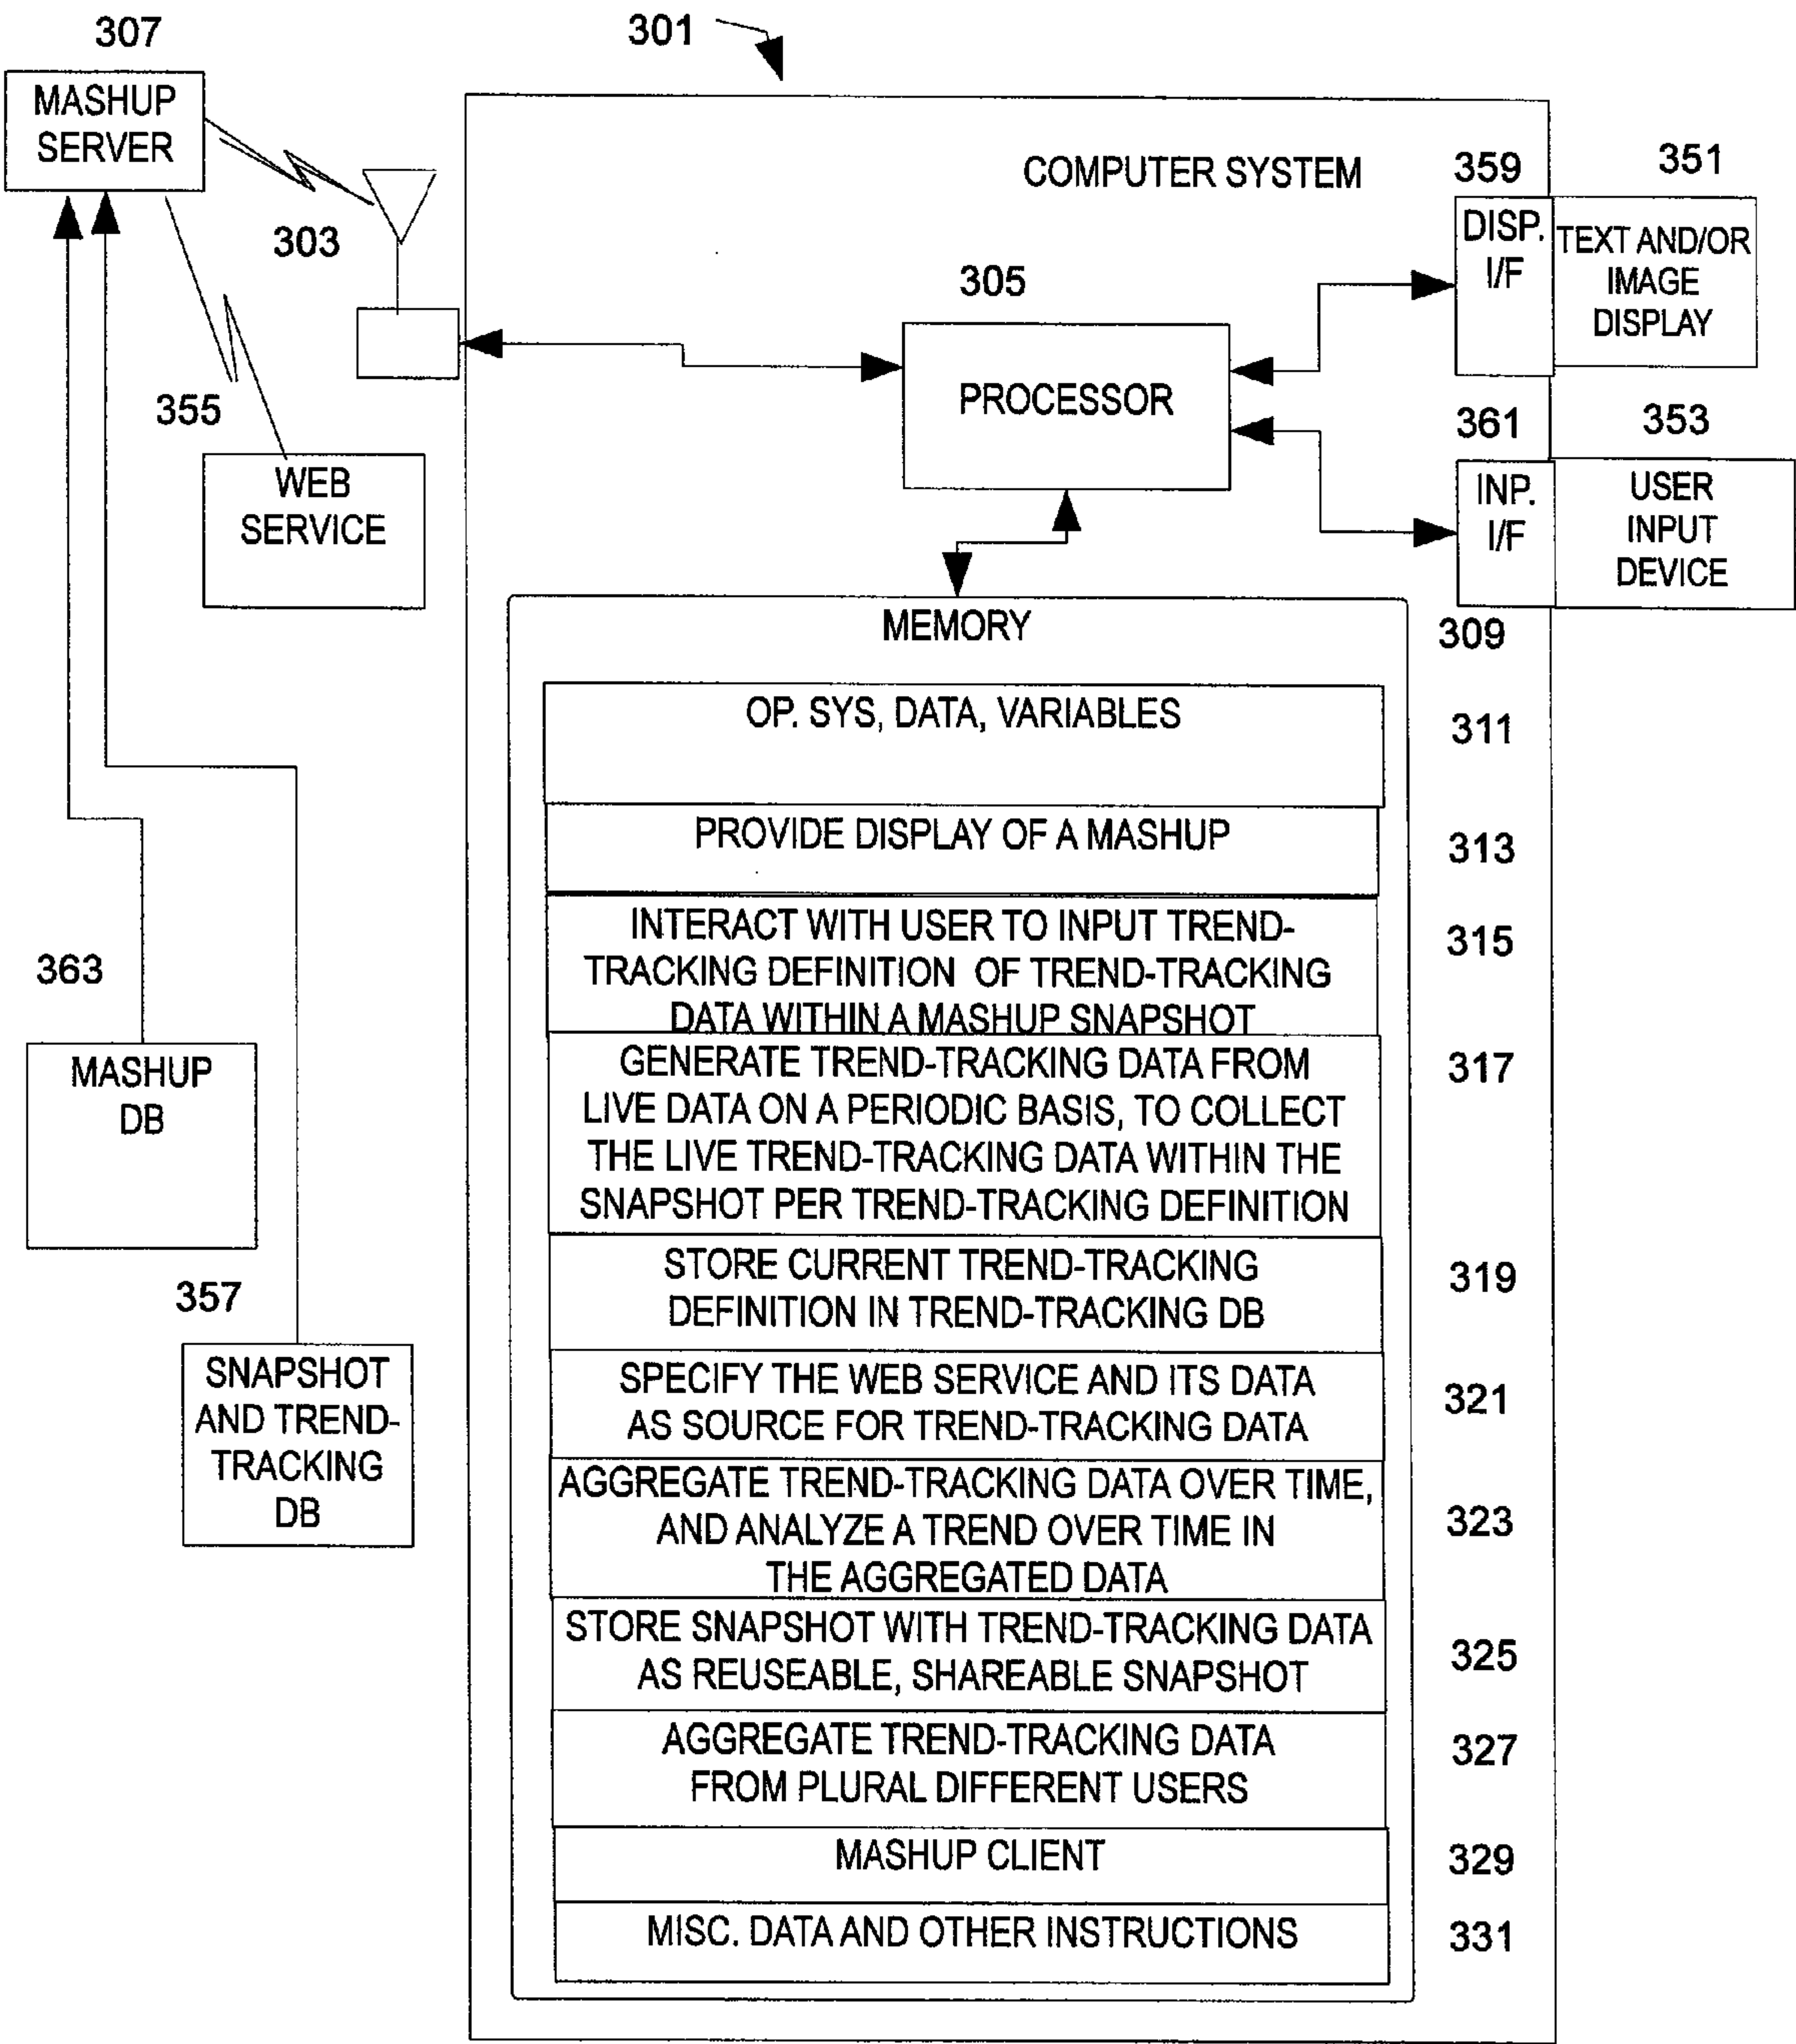 307
301
MASHUP
SERVER
COMPUTER SYSTEM
359
351
303
DISP.
I/F
TEXT AND/OR
IMAGE
DISPLAY
305
PROCESSOR
355
361
353
WEB
SERVICE
INP.
I/F
USER
INPUT
DEVICE
MEMORY
309
OP. SYS, DATA, VARIABLES
311
PROVIDE DISPLAY OF A MASHUP
313
INTERACT WITH USER TO INPUT TREND-
TRACKING DEFINITION OF TREND-TRACKING
DATA WITHIN A MASHUP SNAPSHOT
315
363
MASHUP
DB
GENERATE TREND-TRACKING DATA FROM
LIVE DATA ON A PERIODIC BASIS, TO COLLECT
THE LIVE TREND-TRACKING DATA WITHIN THE
SNAPSHOT PER TREND-TRACKING DEFINITION
317
357
STORE CURRENT TREND-TRACKING
DEFINITION IN TREND-TRACKING DB
319
SNAPSHOT
AND TREND-
TRACKING
DB
SPECIFY THE WEB SERVICE AND ITS DATA
AS SOURCE FOR TREND-TRACKING DATA
321
AGGREGATE TREND-TRACKING DATA OVER TIME,
AND ANALYZE A TREND OVER TIME IN
THE AGGREGATED DATA
323
STORE SNAPSHOT WITH TREND-TRACKING DATA
AS REUSEABLE, SHAREABLE SNAPSHOT
325
AGGREGATE TREND-TRACKING DATA
FROM PLURAL DIFFERENT USERS
327
MASHUP CLIENT
329
MISC. DATA AND OTHER INSTRUCTIONS
331